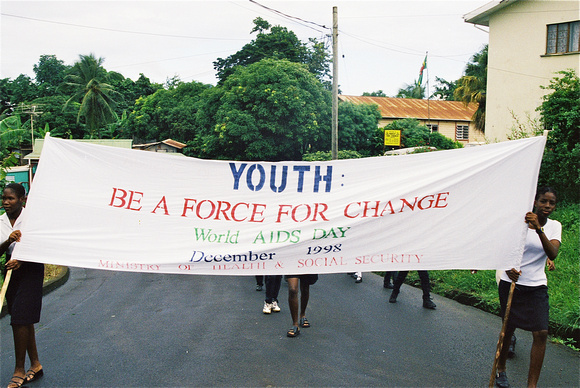 YOUTH:
BE A FORCE FOR CHANGE
World AIDS DAY
December 1998
MINISTRY OF HEALTH & SOCIAL SECURITY